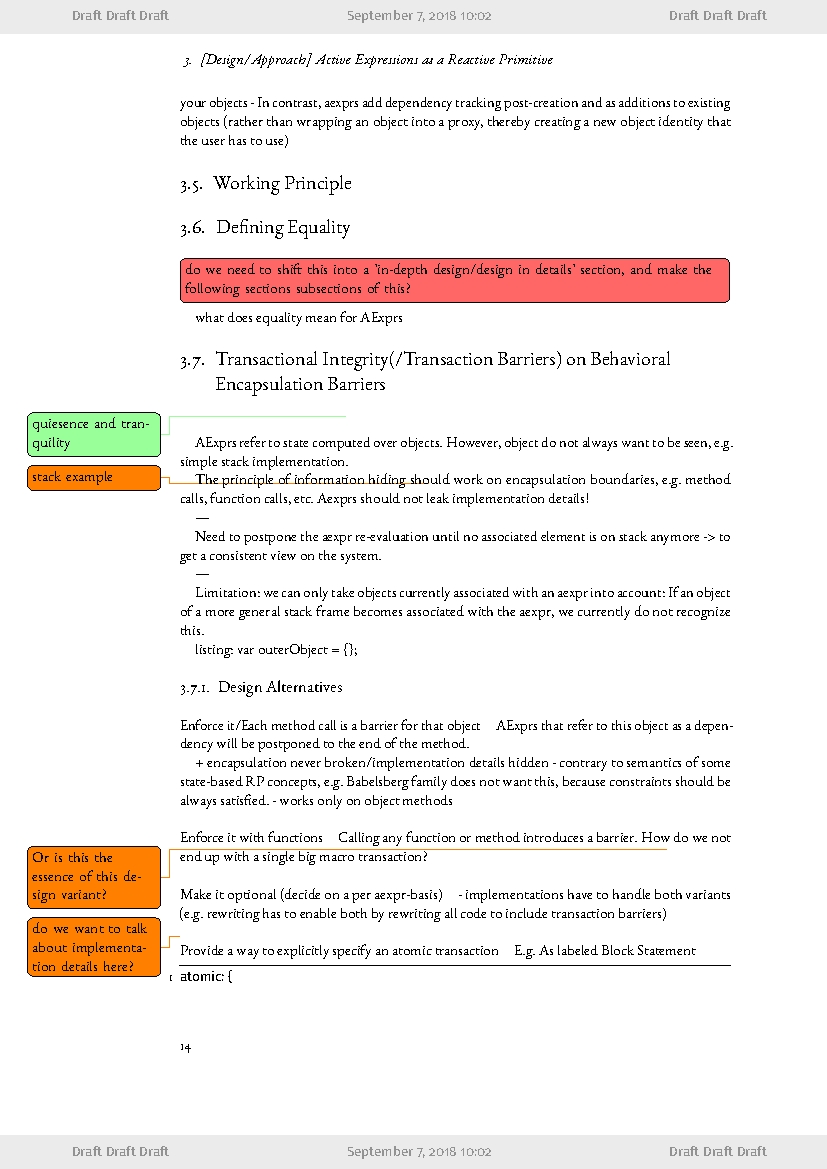 Draft Draft Draft September 7, 2018 10:02 Draft Draft Draft
3. [Design/Approach] Active Expressions as a Reactive Primitive
your objects - In contrast, aexprs add dependency tracking post-creation and as additions to existing
objects (rather than wrapping an object into a proxy, thereby creating a new object identity that
the user has to use)
3.5. Working Principle
3.6. Defining Equality
do we need to shift this into a 'in-depth design/design in details' section, and make the
following sections subsections of this?
what does equality mean for AExprs
3.7. Transactional Integrity(/Transaction Barriers) on Behavioral
Encapsulation Barriers
quiesence and tran-
quility
AExprs refer to state computed over objects. However, object do not always want to be seen, e.g.
simple stack implementation.
stack example
The principle of information hiding should work on encapsulation boundaries, e.g. method
calls, function calls, etc. Aexprs should not leak implementation details!
—
Need to postpone the aexpr re-evaluation until no associated element is on stack anymore -> to
get a consistent view on the system.
—
Limitation: we can only take objects currently associated with an aexpr into account: If an object
of a more general stack frame becomes associated with the aexpr, we currently do not recognize
this.
listing: var outerObject = {};
3.7.1. Design Alternatives
Enforce it/Each method call is a barrier for that object AExprs that refer to this object as a depen-
dency will be postponed to the end of the method.
+ encapsulation never broken/implementation details hidden - contrary to semantics of some
state-based RP concepts, e.g. Babelsberg family does not want this, because constraints should be
always satisfied. - works only on object methods
Enforce it with functions Calling any function or method introduces a barrier. How do we not
end up with a single big macro transaction?
Or is this the
essence of this de-
sign variant?
Make it optional (decide on a per aexpr-basis) - implementations have to handle both variants
(e.g. rewriting has to enable both by rewriting all code to include transaction barriers)
do we want to talk
about implementa-
tion details here?
Provide a way to explicitly specify an atomic transaction E.g. As labeled Block Statement
1 atomic: {
14
Draft Draft Draft September 7, 2018 10:02 Draft Draft Draft